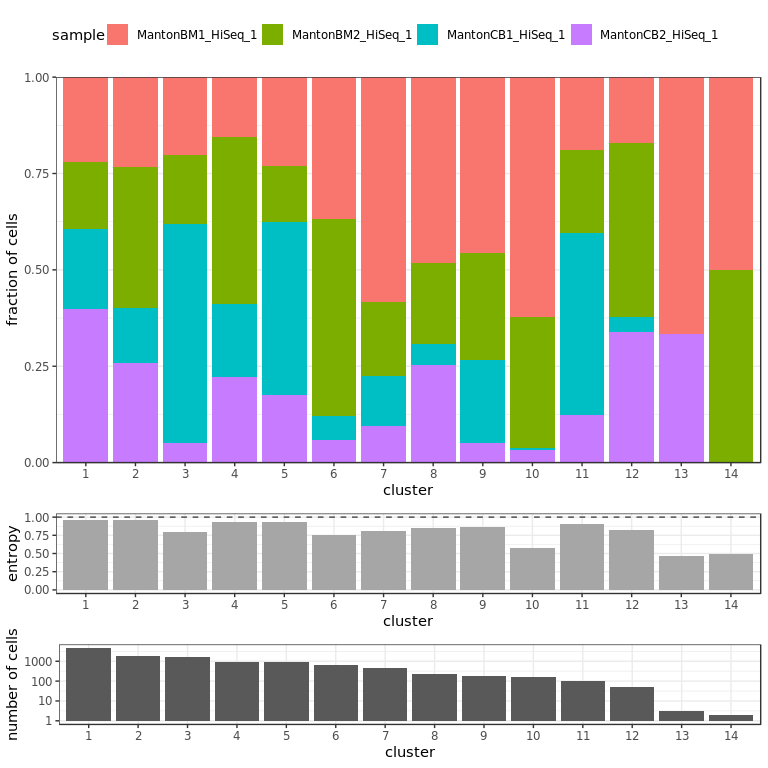 sample MantonBM1_HiSeq_1 MantonBM2_HiSeq_1 MantonCB1_HiSeq_1 MantonCB2_HiSeq_1
fraction of cells
1.00
0.75
0.50
0.25
0.00
1 2 3 4 5 6 7 8 9 10 11 12 13 14
cluster
entropy
1.00
0.75
0.50
0.25
0.00
1 2 3 4 5 6 7 8 9 10 11 12 13 14
cluster
number of cells
1000
100
10
1
1 2 3 4 5 6 7 8 9 10 11 12 13 14
cluster